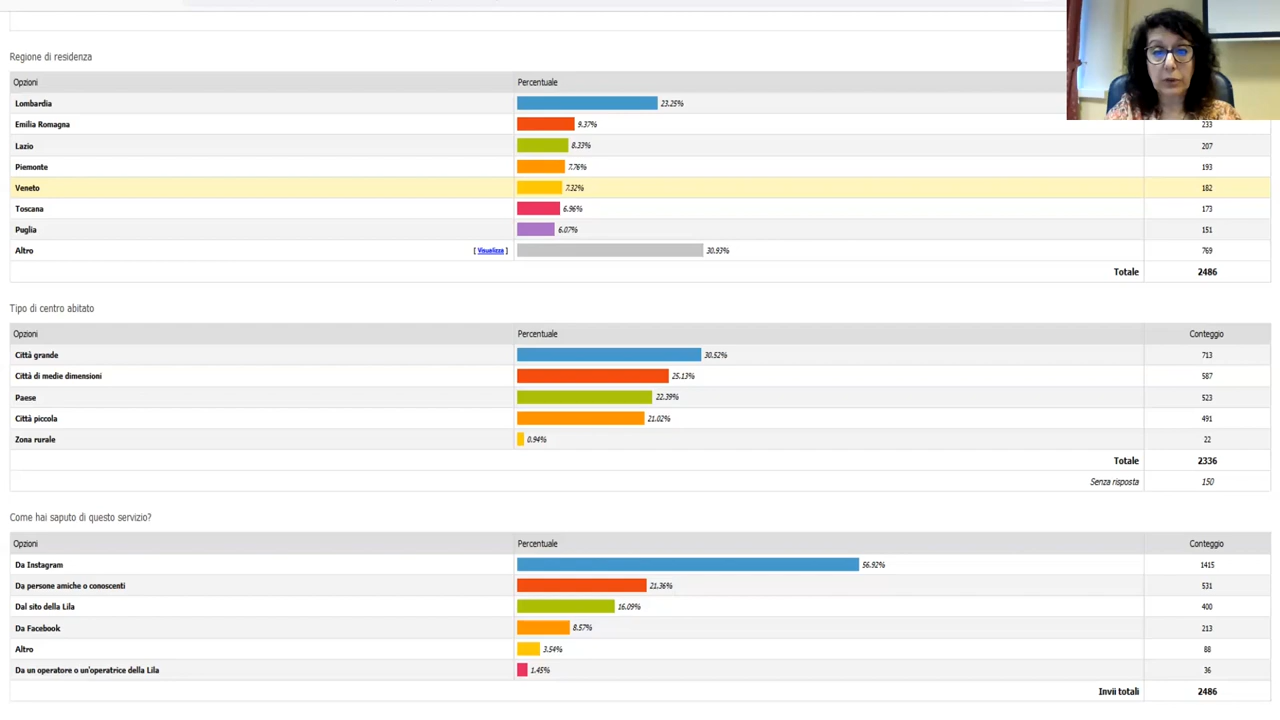 Regione di residenza
Opzioni Percentuale
Lombardia 23.25%
Emilia Romagna 9.37% 233
Lazio 8.33% 207
Piemonte 7.76% 193
Veneto 7.32% 182
Toscana 6.96% 173
Puglia 6.07% 151
Altro [ Visualizza ] 30.93% 769
Totale 2486
Tipo di centro abitato
Opzioni Percentuale Conteggio
Città grande 30.52% 713
Città di medie dimensioni 25.13% 587
Paese 22.39% 523
Città piccola 21.02% 491
Zona rurale 0.94% 22
Totale 2336
Senza risposta 150
Come hai saputo di questo servizio?
Opzioni Percentuale Conteggio
Da Instagram 56.92% 1415
Da persone amiche o conoscenti 21.36% 531
Dal sito della Lila 16.09% 400
Da Facebook 8.57% 213
Altro 3.54% 88
Da un operatore o un'operatrice della Lila 1.45% 36
Invii totali 2486